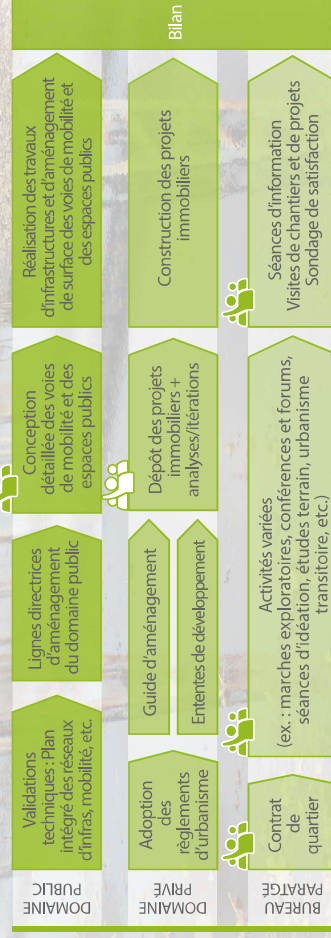 DOMAINE
PUBLIC
Validations
techniques : Plan
intégré des réseaux
d'infras, mobilité, etc.
Lignes directrices
d'aménagement
du domaine public
Conception
détaillée des voies
de mobilité et des
espaces publics
Réalisation des travaux
d'infrastructures et d'aménagement
de surface des voies de mobilité et
des espaces publics
DOMAINE
PRIVÉ
Adoption
des
règlements
d'urbanisme
Guide d'aménagement
Ententes de développement
Dépôt des projets
immobiliers +
analyses/itérations
Construction des projets
immobiliers
BUREAU
PARATGÉ
Contrat
de
quartier
Activités variées
(ex. : marches exploratoires, conférences et forums,
séances d'idéation, études terrain, urbanisme
transitoire, etc.)
Séances d'information
Visites de chantiers et de projets
Sondage de satisfaction
Bilan